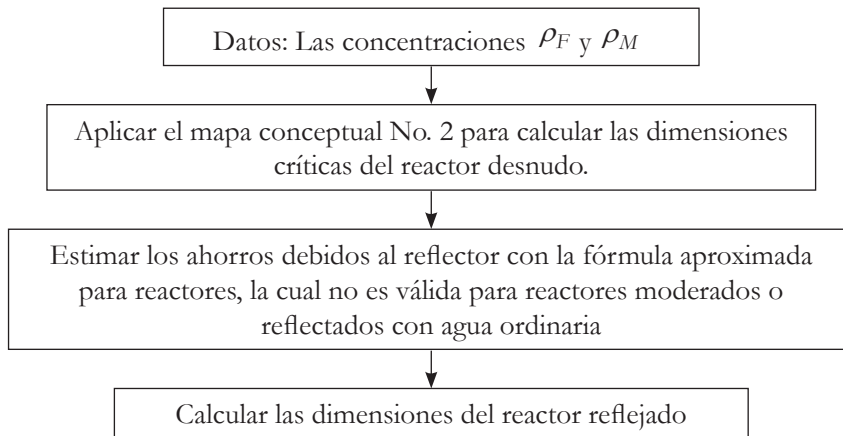 Datos: Las concentraciones ρF y ρM
Aplicar el mapa conceptual No. 2 para calcular las dimensiones
críticas del reactor desnudo.
Estimar los ahorros debidos al reflector con la fórmula aproximada
para reactores, la cual no es válida para reactores moderados o
reflectados con agua ordinaria
Calcular las dimensiones del reactor reflejado